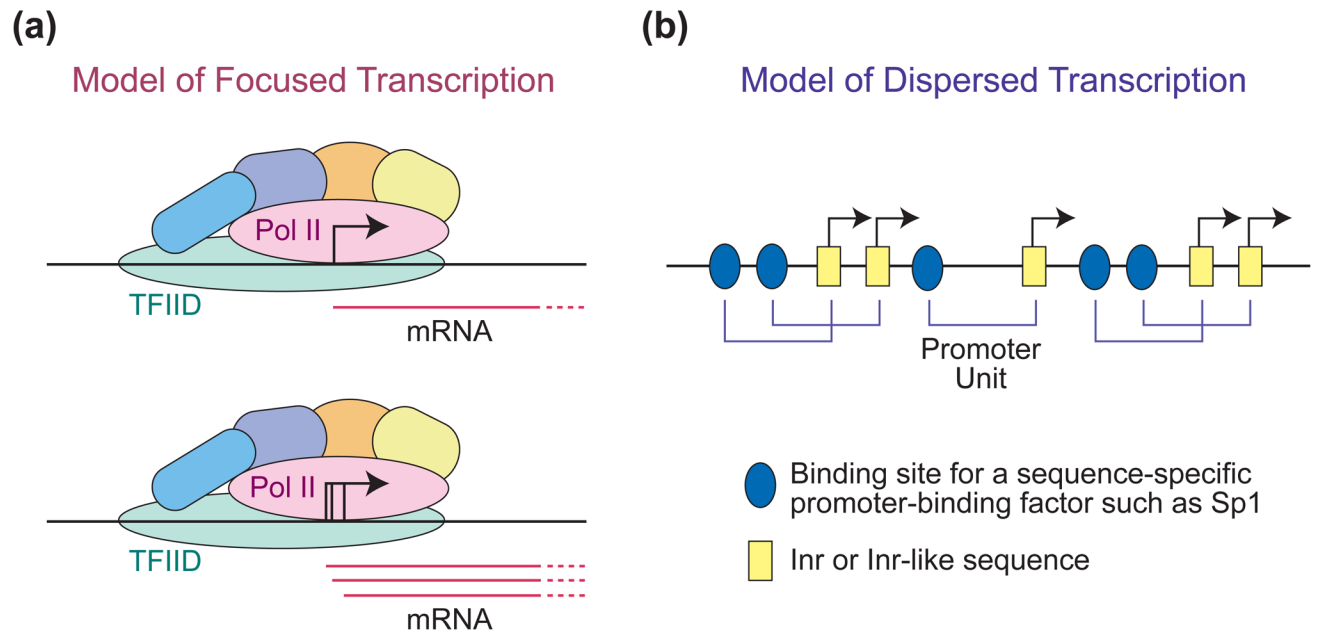 (a)
Model of Focused Transcription
Pol II
TFIID
mRNA
Pol II
TFIID
mRNA
(b)
Model of Dispersed Transcription
Promoter
Unit
Binding site for a sequence-specific
promoter-binding factor such as Sp1
Inr or Inr-like sequence